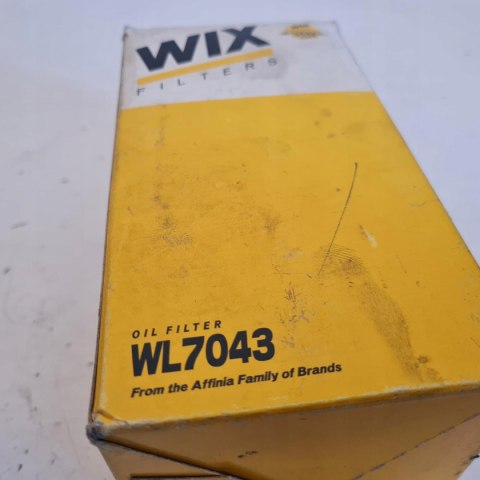 WIX
FILTERS
OIL FILTER
WL7043
From the Affinia Family of Brands